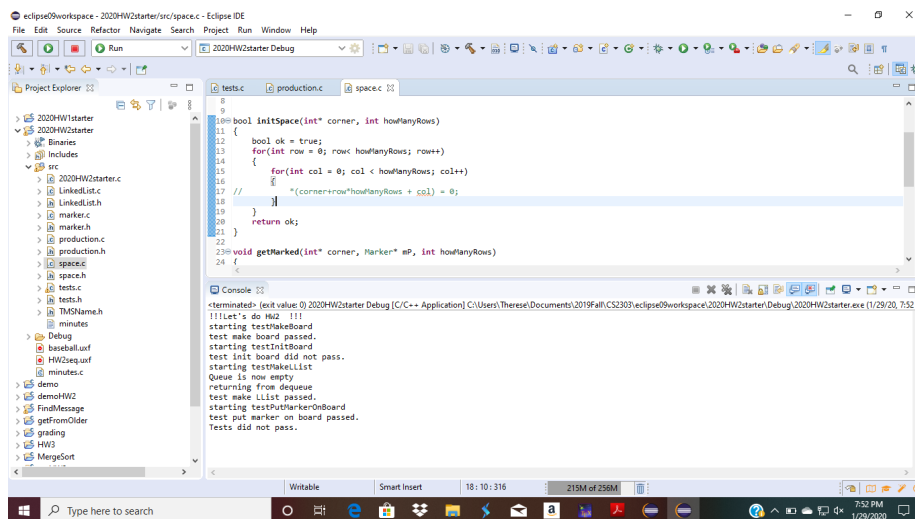 eclipse09workspace - 2020HW2starter/src/space.c - Eclipse IDE
File Edit Source Refactor Navigate Search Project Run Window Help
Run
2020HW2starter Debug
Project Explorer
tests.c
production.c
space.c
2020HW1starter
2020HW2starter
Binaries
Includes
src
2020HW2starter.c
LinkedList.c
LinkedList.h
marker.c
marker.h
production.c
production.h
space.c
space.h
tests.c
tests.h
TMSName.h
minutes
Debug
baseball.uxf
HW2seq.uxf
minutes.c
demo
demoHW2
FindMessage
getFromOlder
grading
HW3
MergeSort
8
9
10 bool initSpace(int* corner, int howManyRows)
11 {
12 bool ok = true;
13 for(int row = 0; row< howManyRows; row++)
14 {
15 for(int col = 0; col < howManyRows; col++)
16 {
17 // *(corner+row*howManyRows + col) = 0;
18 }
19 }
20 return ok;
21 }
22
23 void getMarked(int* corner, Marker* mP, int howManyRows)
24 {
Console
<terminated> (exit value: 0) 2020HW2starter Debug [C/C++ Application] C:\Users\Therese\Documents\2019Fall\CS2303\eclipse09workspace\2020HW2starter\Debug\2020HW2starter.exe (1/29/20, 7:52
!!!Let's do HW2 !!!
starting testMakeBoard
test make board passed.
starting testInitBoard
test init board did not pass.
starting testMakeLList
Queue is now empty
returning from dequeue
test make LList passed.
starting testPutMarkerOnBoard
test put marker on board passed.
Tests did not pass.
Writable
Smart Insert
18 : 10 : 316
215M of 256M
Type here to search
7:52 PM
1/29/2020